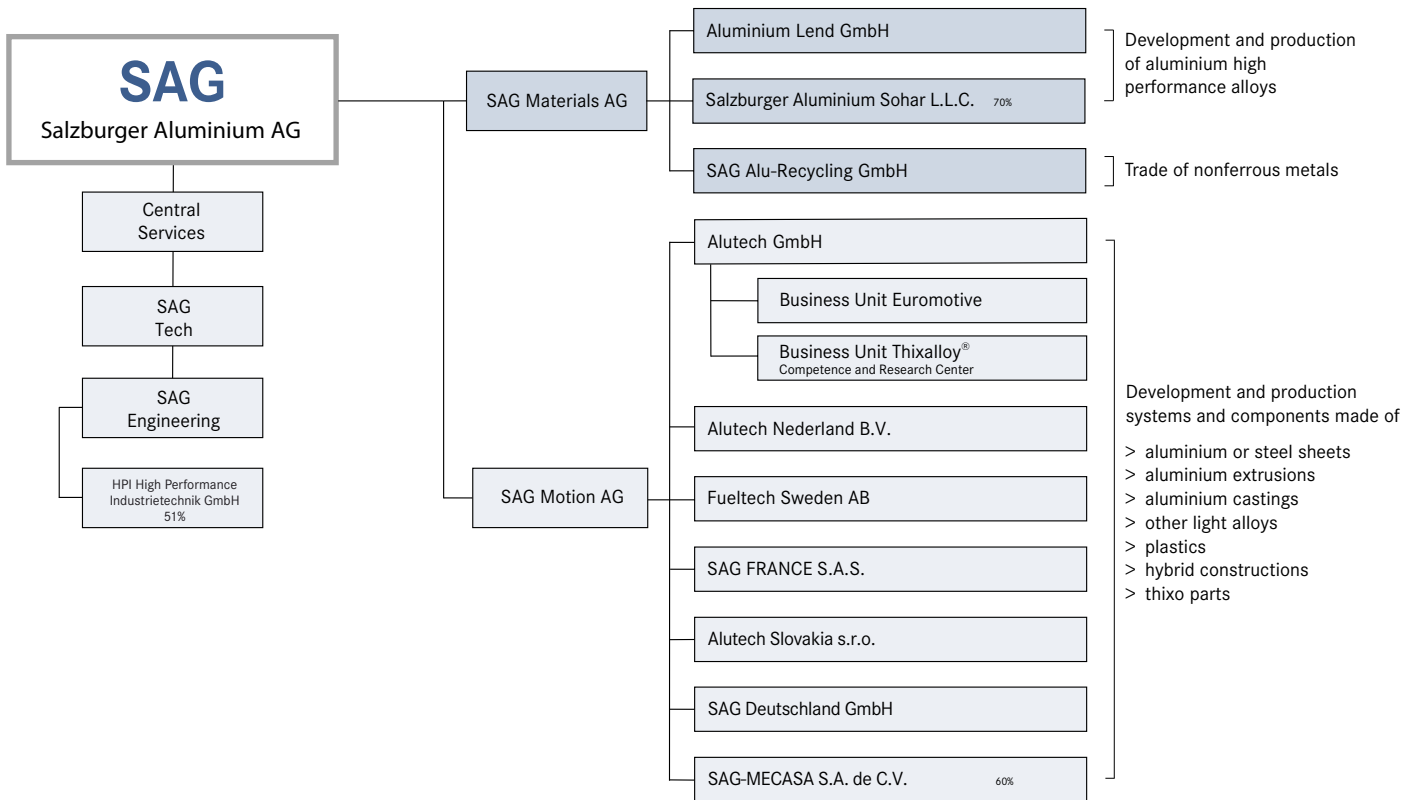 SAG
Salzburger Aluminium AG
Central
Services
SAG
Tech
SAG
Engineering
HPI High Performance
Industrietechnik GmbH
51%
SAG Materials AG
Aluminium Lend GmbH
Salzburger Aluminium Sohar L.L.C. 70%
SAG Alu-Recycling GmbH
Development and production
of aluminium high
performance alloys
Trade of nonferrous metals
SAG Motion AG
Alutech GmbH
Business Unit Euromotive
Business Unit Thixalloy®
Competence and Research Center
Alutech Nederland B.V.
Fueltech Sweden AB
SAG FRANCE S.A.S.
Alutech Slovakia s.r.o.
SAG Deutschland GmbH
SAG-MECASA S.A. de C.V. 60%
Development and production
systems and components made of
> aluminium or steel sheets
> aluminium extrusions
> aluminium castings
> other light alloys
> plastics
> hybrid constructions
> thixo parts